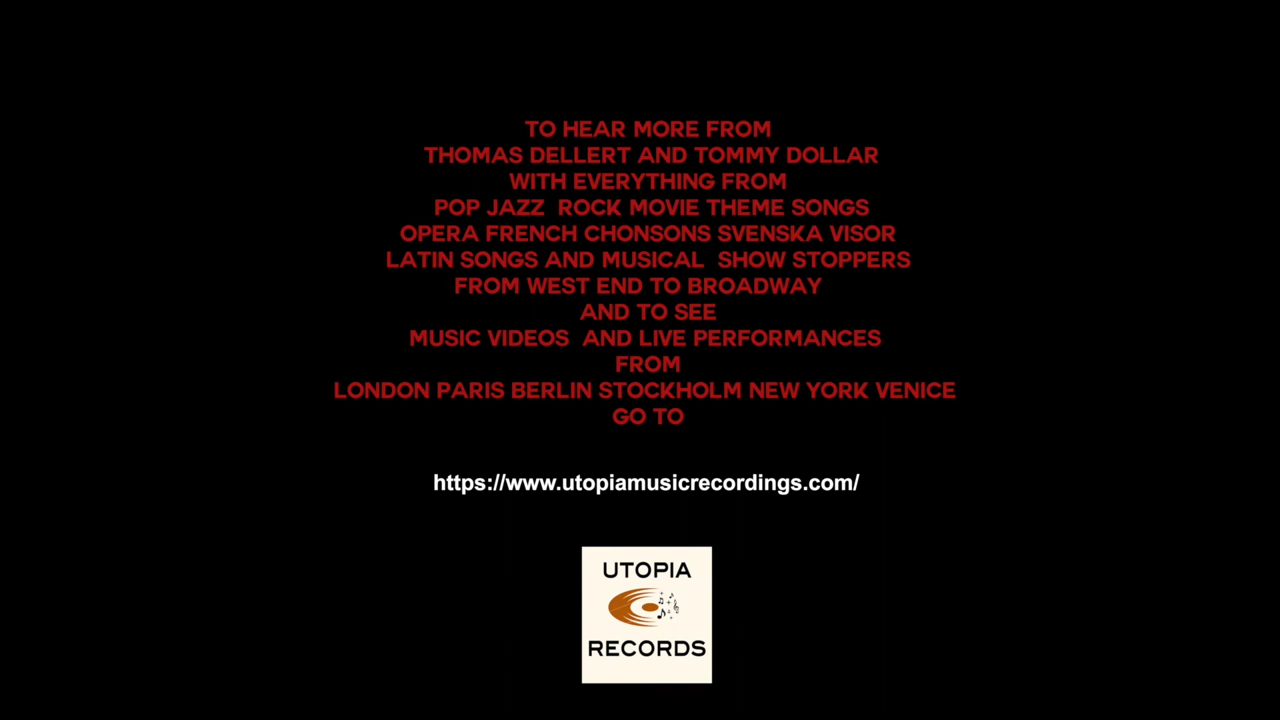 TO HEAR MORE FROM
THOMAS DELLERT AND TOMMY DOLLAR
WITH EVERYTHING FROM
POP JAZZ  ROCK MOVIE THEME SONGS
OPERA FRENCH CHONSONS SVENSKA VISOR
LATIN SONGS AND MUSICAL  SHOW STOPPERS
FROM WEST END TO BROADWAY
AND TO SEE
MUSIC VIDEOS  AND LIVE PERFORMANCES
FROM
LONDON PARIS BERLIN STOCKHOLM NEW YORK VENICE
GO TO
https://www.utopiamusicrecordings.com/
UTOPIA
RECORDS